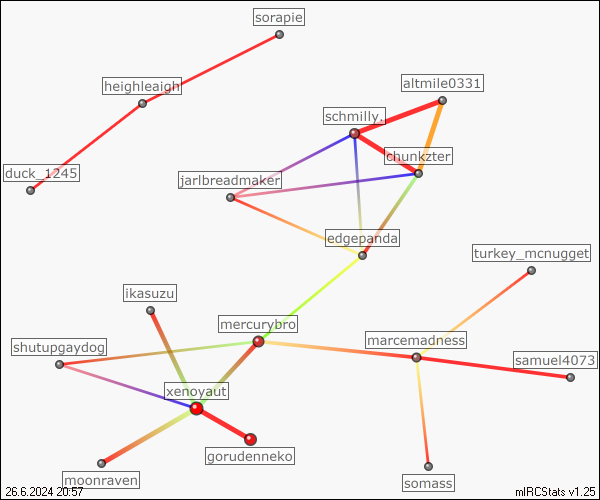 sorapie
heighleaigh
altmile0331
schmilly.
chunkzter
duck_1245
jarlbreadmaker
edgepanda
turkey_mcnugget
ikasuzu
mercurybro
marcemadness
shutupgaydog
samuel4073
xenoyaut
gorudenneko
moonraven
somass
26.6.2024 20:57
mIRCStats v1.25